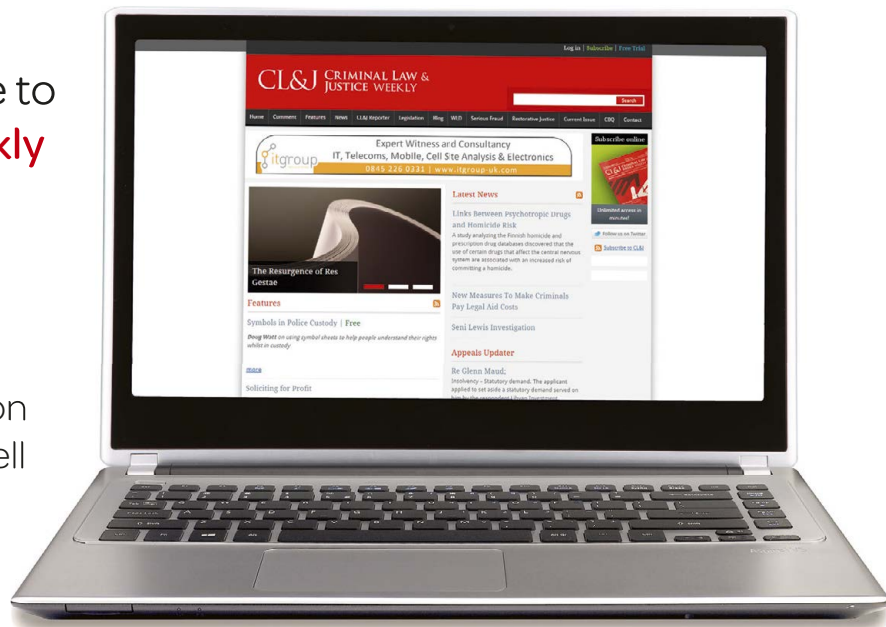 e to
kly
on
ell
Log in | Subscribe | Free Trial
CL&J CRIMINAL LAW &
JUSTICE WEEKLY
Search
Home Comment Features News CL&J Reporter Legislation Blog WLD Serious Fraud Restorative Justice Current Issue CDQ Contact
itgroup
Expert Witness and Consultancy
IT, Telecoms, Mobile, Cell Site Analysis & Electronics
0845 226 0331 | www.itgroup-uk.com
Subscribe online
Unlimited access in
minutes!
Follow us on Twitter
Subscribe to CL&J
The Resurgence of Res
Gestae
Features
Symbols in Police Custody | Free
Doug Watt on using symbol sheets to help people understand their rights
whilst in custody
more
Soliciting for Profit
Latest News
Links Between Psychotropic Drugs
and Homicide Risk
A study analyzing the Finnish homicide and
prescription drug databases discovered that the
use of certain drugs that affect the central nervous
system are associated with an increased risk of
committing a homicide.
New Measures To Make Criminals
Pay Legal Aid Costs
Seni Lewis Investigation
Appeals Updater
Re Glenn Maud;
Insolvency – Statutory demand. The applicant
applied to set aside a statutory demand served on
him by the respondent Libyan Investment